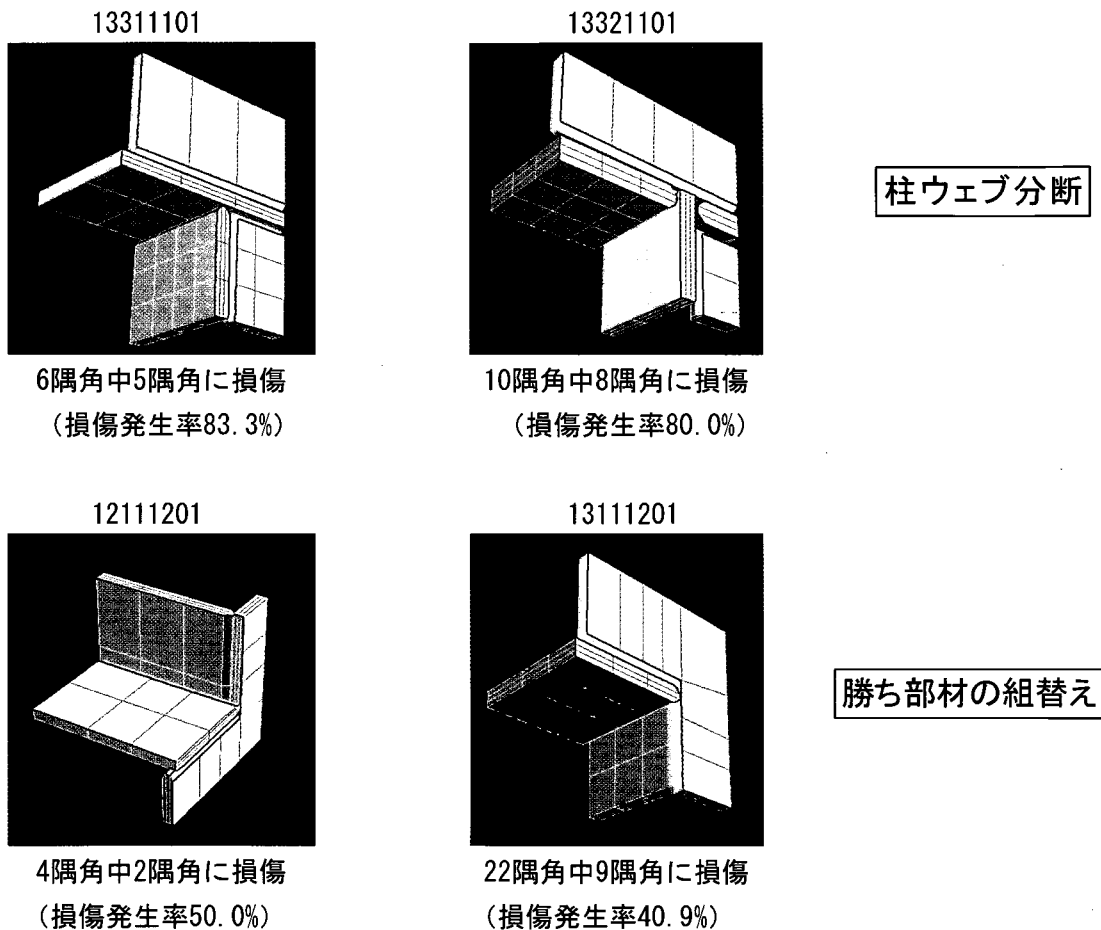 13311101
13321101
柱ウェブ分断
6隅角中5隅角に損傷
(損傷発生率83.3%)
10隅角中8隅角に損傷
(損傷発生率80.0%)
12111201
13111201
勝ち部材の組替え
4隅角中2隅角に損傷
(損傷発生率50.0%)
22隅角中9隅角に損傷
(損傷発生率40.9%)